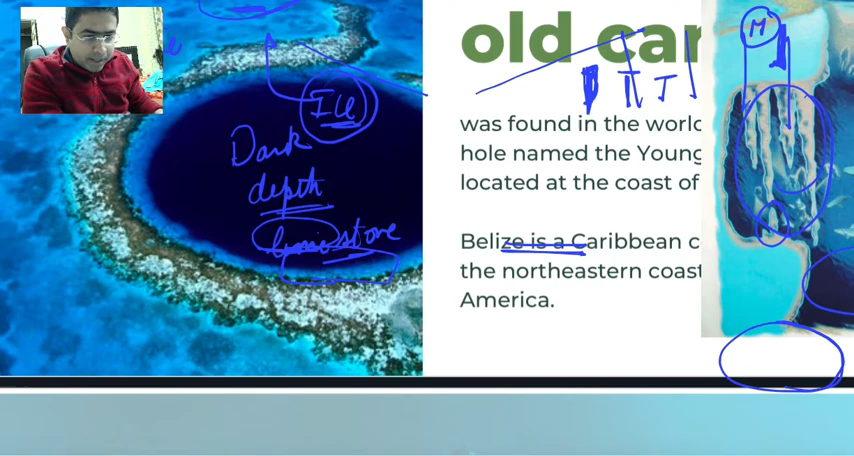 e
old car
Ice
Dark
depth
limestone
was found in the world
hole named the Young
located at the coast of
Belize is a Caribbean c
the northeastern coast
America.
M